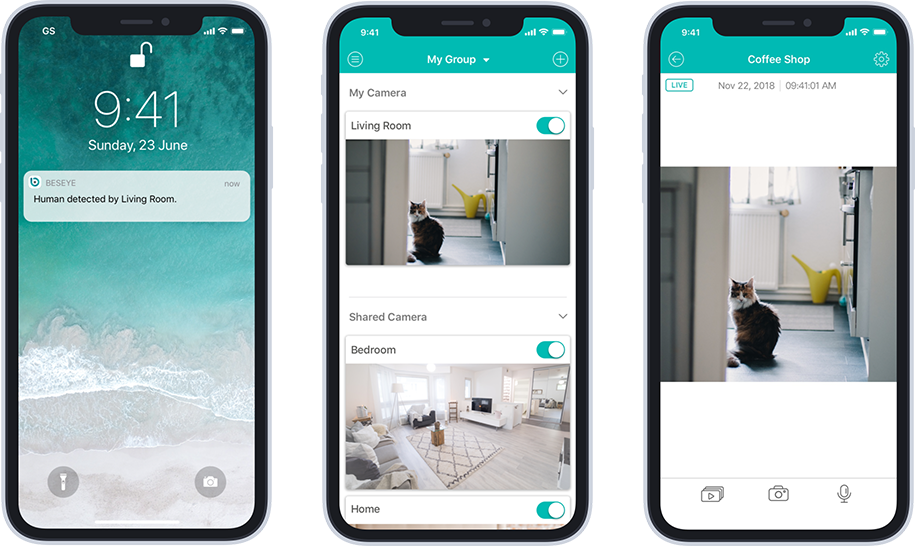 GS
9:41
Sunday, 23 June
BESEYE
now
Human detected by Living Room.
9:41
My Group
My Camera
Living Room
Shared Camera
Bedroom
Home
9:41
Coffee Shop
LIVE
Nov 22, 2018 | 09:41:01 AM